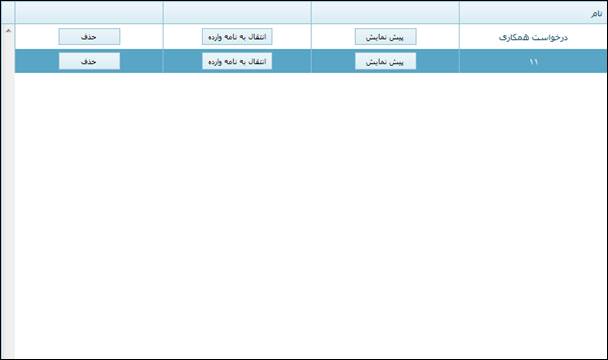 نام
درخواست همکاری پیش نمایش انتقال به نامه وارده حذف
۱۱ پیش نمایش انتقال به نامه وارده حذف